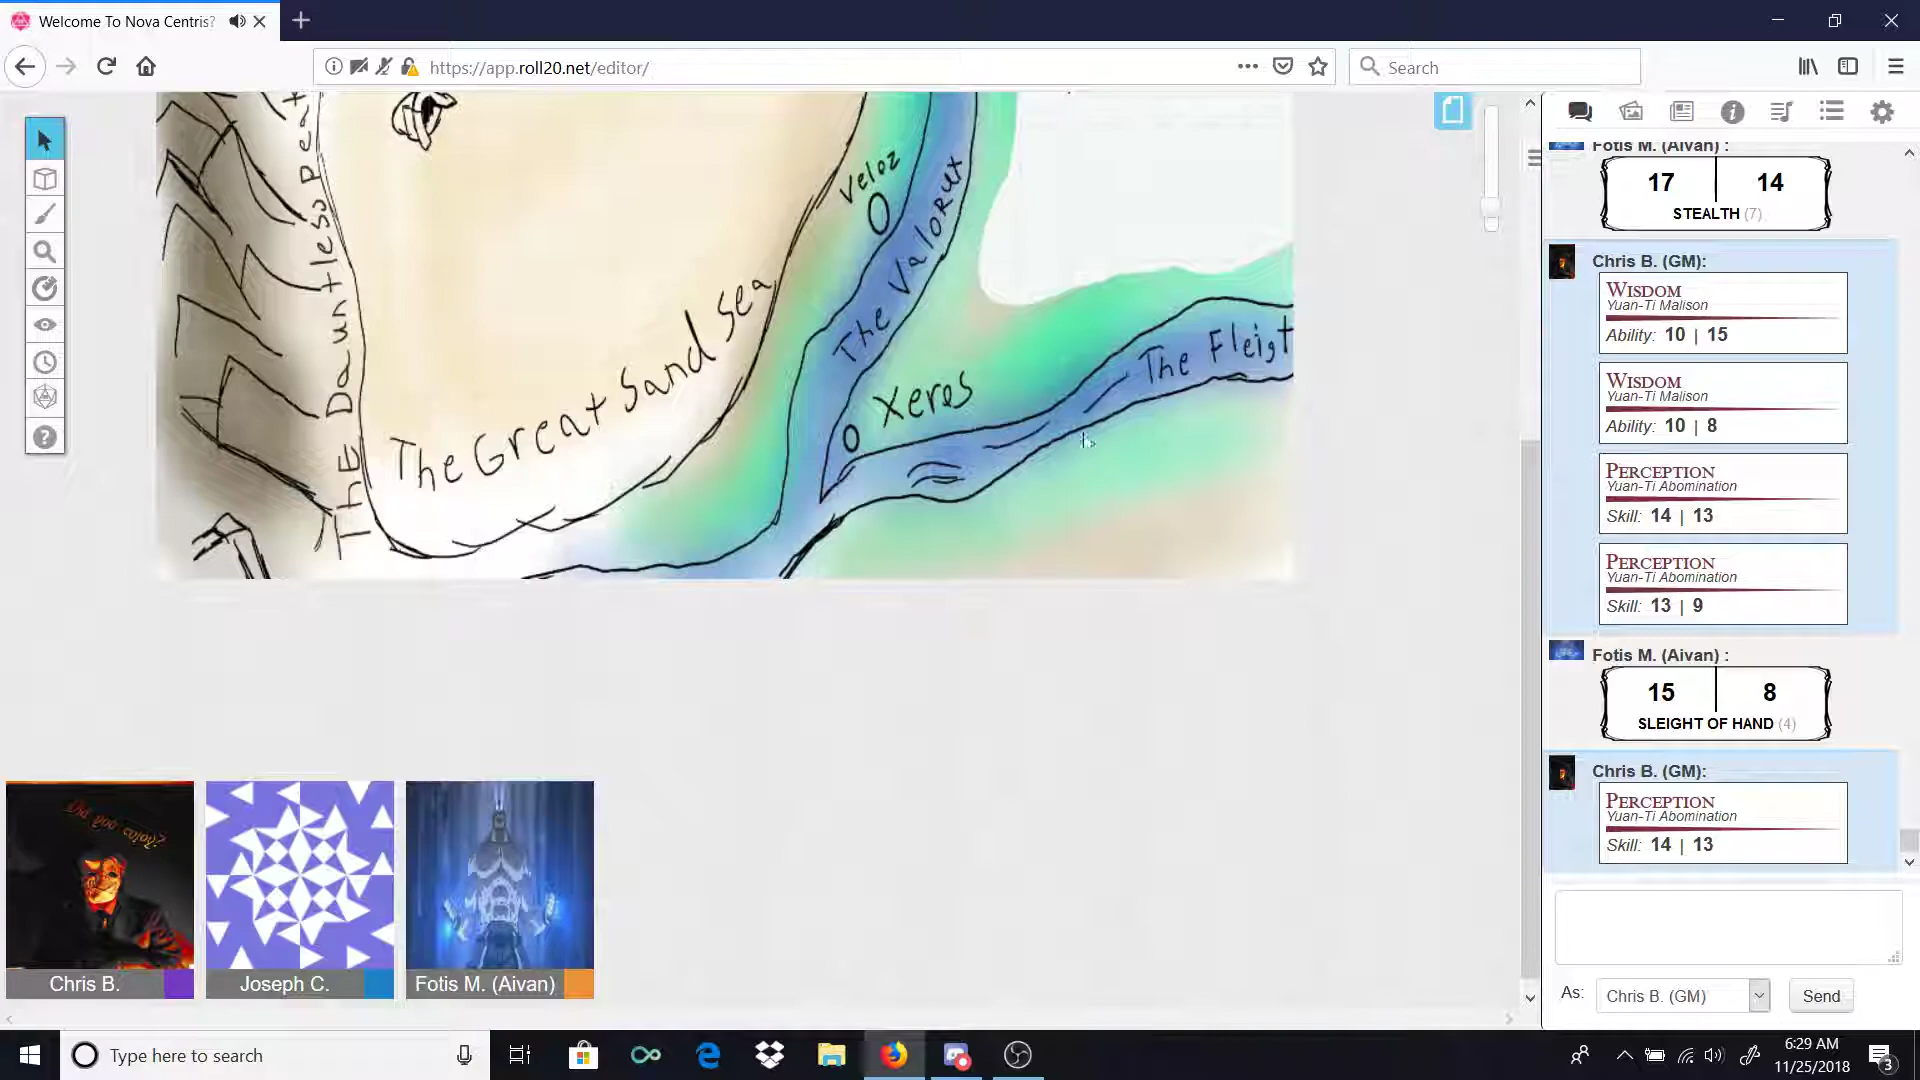 Welcome To Nova Centris?
https://app.roll20.net/editor/
Search
The Dauntless Peat
Veloz
The Valorux
The Great Sand Sea
Xeres
The Fleigt
Fotis M. (Aivan) :
17 14
STEALTH (7)
Chris B. (GM):
WISDOM
Yuan-Ti Malison
Ability: 10 | 15
WISDOM
Yuan-Ti Malison
Ability: 10 | 8
PERCEPTION
Yuan-Ti Abomination
Skill: 14 | 13
PERCEPTION
Yuan-Ti Abomination
Skill: 13 | 9
Fotis M. (Aivan) :
15 8
SLEIGHT OF HAND (4)
Chris B. (GM):
PERCEPTION
Yuan-Ti Abomination
Skill: 14 | 13
As: Chris B. (GM) Send
Chris B.
Joseph C.
Fotis M. (Aivan)
Type here to search
6:29 AM
11/25/2018
3